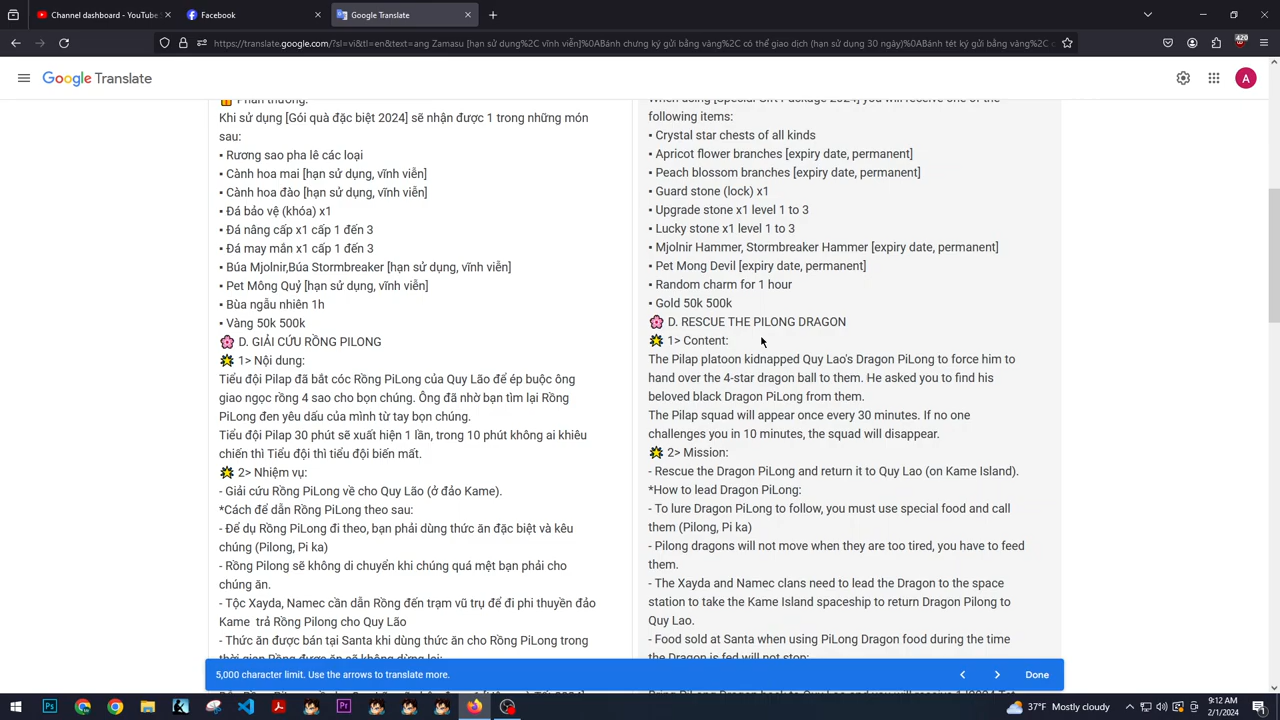 Channel dashboard - YouTube S
Facebook
Google Translate
420
https://translate.google.com/?sl=vi&tl=en&text=ang Zamasu [hạn sử dụng%2C vĩnh viễn]%0ABánh chưng ký gửi bằng vàng%2C có thể giao dịch (hạn sử dụng 30 ngày)%0ABánh tét ký gửi bằng vàng%2C c
Google Translate
A
Phần thưởng:
Khi sử dụng [Gói quà đặc biệt 2024] sẽ nhận được 1 trong những món
sau:
▪ Rương sao pha lê các loại
▪ Cành hoa mai [hạn sử dụng, vĩnh viễn]
▪ Cành hoa đào [hạn sử dụng, vĩnh viễn]
▪ Đá bảo vệ (khóa) x1
▪ Đá nâng cấp x1 cấp 1 đến 3
▪ Đá may mắn x1 cấp 1 đến 3
▪ Búa Mjolnir,Búa Stormbreaker [hạn sử dụng, vĩnh viễn]
▪ Pet Mông Quỷ [hạn sử dụng, vĩnh viễn]
▪ Bùa ngẫu nhiên 1h
▪ Vàng 50k 500k
🌸 D. GIẢI CỨU RỒNG PILONG
🌟 1> Nội dung:
Tiểu đội Pilap đã bắt cóc Rồng PiLong của Quy Lão để ép buộc ông
giao ngọc rồng 4 sao cho bọn chúng. Ông đã nhờ bạn tìm lại Rồng
PiLong đen yêu dấu của mình từ tay bọn chúng.
Tiểu đội Pilap 30 phút sẽ xuất hiện 1 lần, trong 10 phút không ai khiêu
chiến thì Tiểu đội thì tiểu đội biến mất.
🌟 2> Nhiệm vụ:
- Giải cứu Rồng PiLong về cho Quy Lão (ở đảo Kame).
*Cách để dẫn Rồng PiLong theo sau:
- Để dụ Rồng PiLong đi theo, bạn phải dùng thức ăn đặc biệt và kêu
chúng (Pilong, Pi ka)
- Rồng Pilong sẽ không di chuyển khi chúng quá mệt bạn phải cho
chúng ăn.
- Tộc Xayda, Namec cần dẫn Rồng đến trạm vũ trụ để đi phi thuyền đảo
Kame  trả Rồng Pilong cho Quy Lão
- Thức ăn được bán tại Santa khi dùng thức ăn cho Rồng PiLong trong
When using [Special Gift Package 2024] you will receive one of the
following items:
▪ Crystal star chests of all kinds
▪ Apricot flower branches [expiry date, permanent]
▪ Peach blossom branches [expiry date, permanent]
▪ Guard stone (lock) x1
▪ Upgrade stone x1 level 1 to 3
▪ Lucky stone x1 level 1 to 3
▪ Mjolnir Hammer, Stormbreaker Hammer [expiry date, permanent]
▪ Pet Mong Devil [expiry date, permanent]
▪ Random charm for 1 hour
▪ Gold 50k 500k
🌸 D. RESCUE THE PILONG DRAGON
🌟 1> Content:
The Pilap platoon kidnapped Quy Lao's Dragon PiLong to force him to
hand over the 4-star dragon ball to them. He asked you to find his
beloved black Dragon PiLong from them.
The Pilap squad will appear once every 30 minutes. If no one
challenges you in 10 minutes, the squad will disappear.
🌟 2> Mission:
- Rescue the Dragon PiLong and return it to Quy Lao (on Kame Island).
*How to lead Dragon PiLong:
- To lure Dragon PiLong to follow, you must use special food and call
them (Pilong, Pi ka)
- Pilong dragons will not move when they are too tired, you have to feed
them.
- The Xayda and Namec clans need to lead the Dragon to the space
station to take the Kame Island spaceship to return Dragon Pilong to
Quy Lao.
- Food sold at Santa when using PiLong Dragon food during the time
the Dragon is fed will not stop:
5,000 character limit. Use the arrows to translate more.
Done
37°F Mostly cloudy
9:12 AM
2/1/2024
1